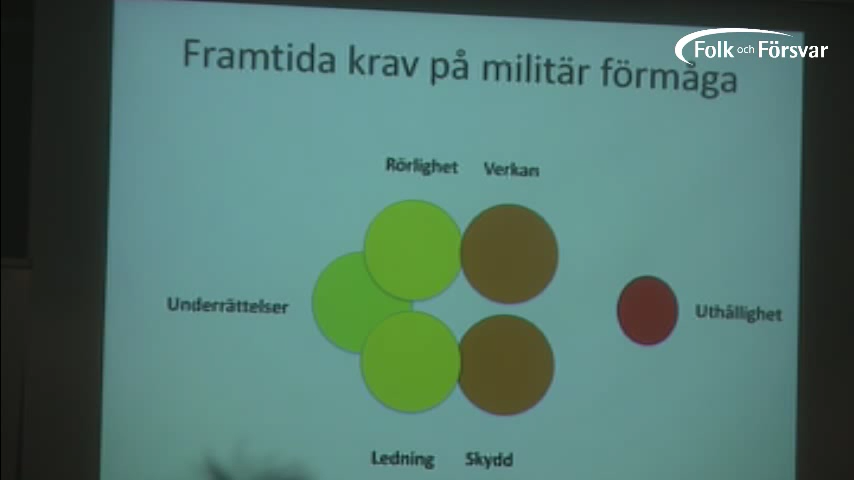 Folk och Försvar
Framtida krav på militär förmåga
Rörlighet Verkan
Underrättelser
Uthållighet
Ledning Skydd